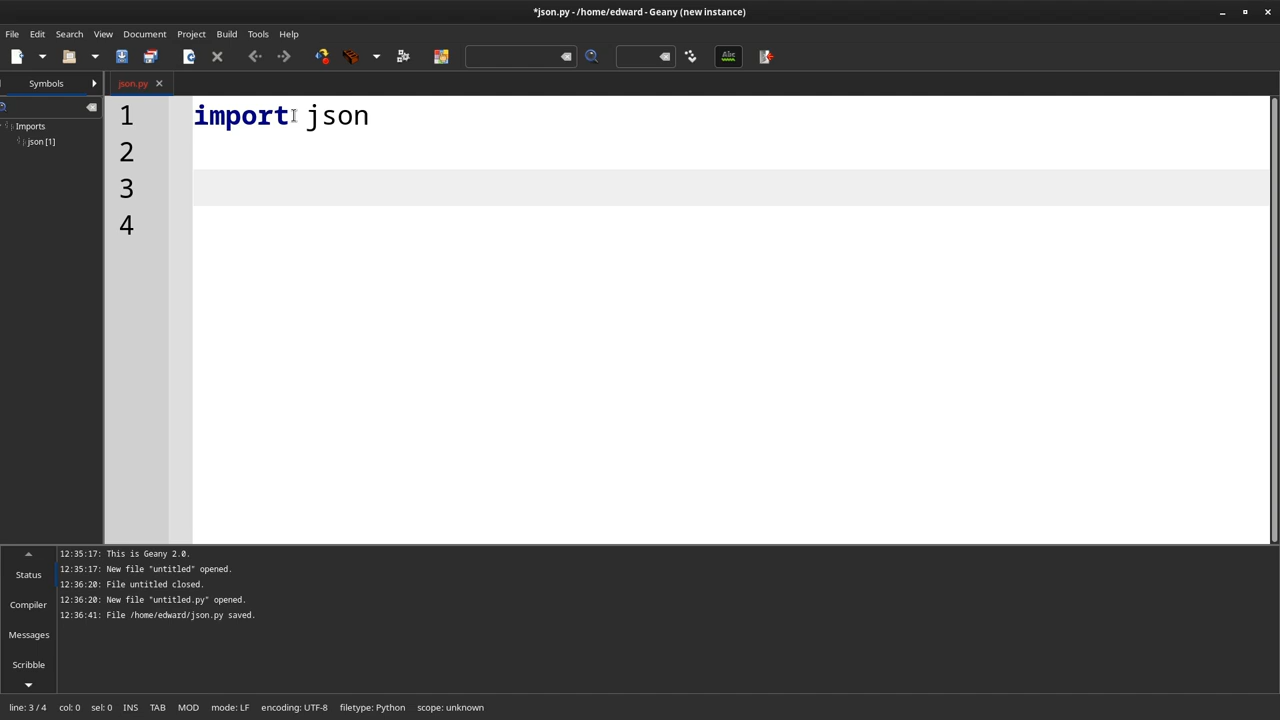 *json.py - /home/edward - Geany (new instance)
File Edit Search View Document Project Build Tools Help
Abc
Symbols
json.py
Imports
json [1]
1 import json
2
3
4
Status
Compiler
Messages
Scribble
12:35:17: This is Geany 2.0.
12:35:17: New file "untitled" opened.
12:36:20: File untitled closed.
12:36:20: New file "untitled.py" opened.
12:36:41: File /home/edward/json.py saved.
line: 3 / 4 col: 0 sel: 0 INS TAB MOD mode: LF encoding: UTF-8 filetype: Python scope: unknown